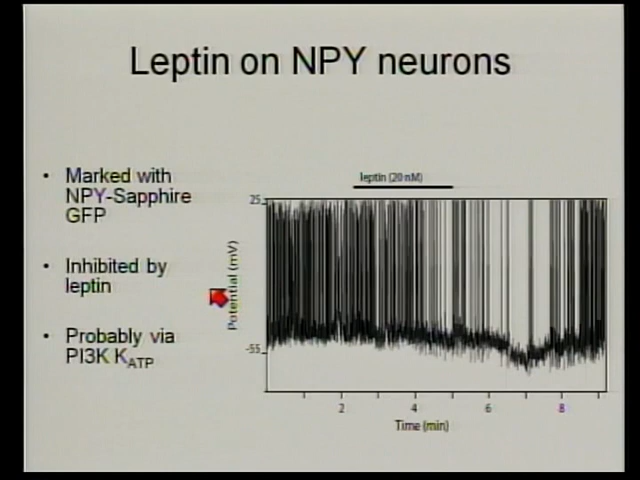 Leptin on NPY neurons
• Marked with
NPY-Sapphire
GFP
• Inhibited by
leptin
• Probably via
PI3K KATP
leptin (20 nM)
25
Potential (mV)
-55
2 4 6 8
Time (min)